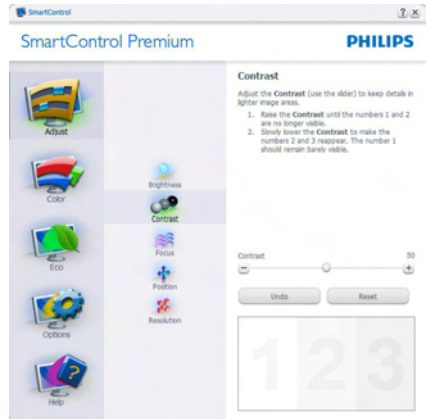 SmartControl
SmartControl Premium
PHILIPS
Adjust
Color
Eco
Options
Help
Brightness
Contrast
Focus
Position
Resolution
Contrast
Adjust the Contrast (use the slider) to keep details in
lighter image areas.
1. Raise the Contrast until the numbers 1 and 2
are no longer visible.
2. Slowly lower the Contrast to make the
numbers 2 and 3 reappear. The number 1
should remain barely visible.
Contrast 50
Undo Reset
1 2 3